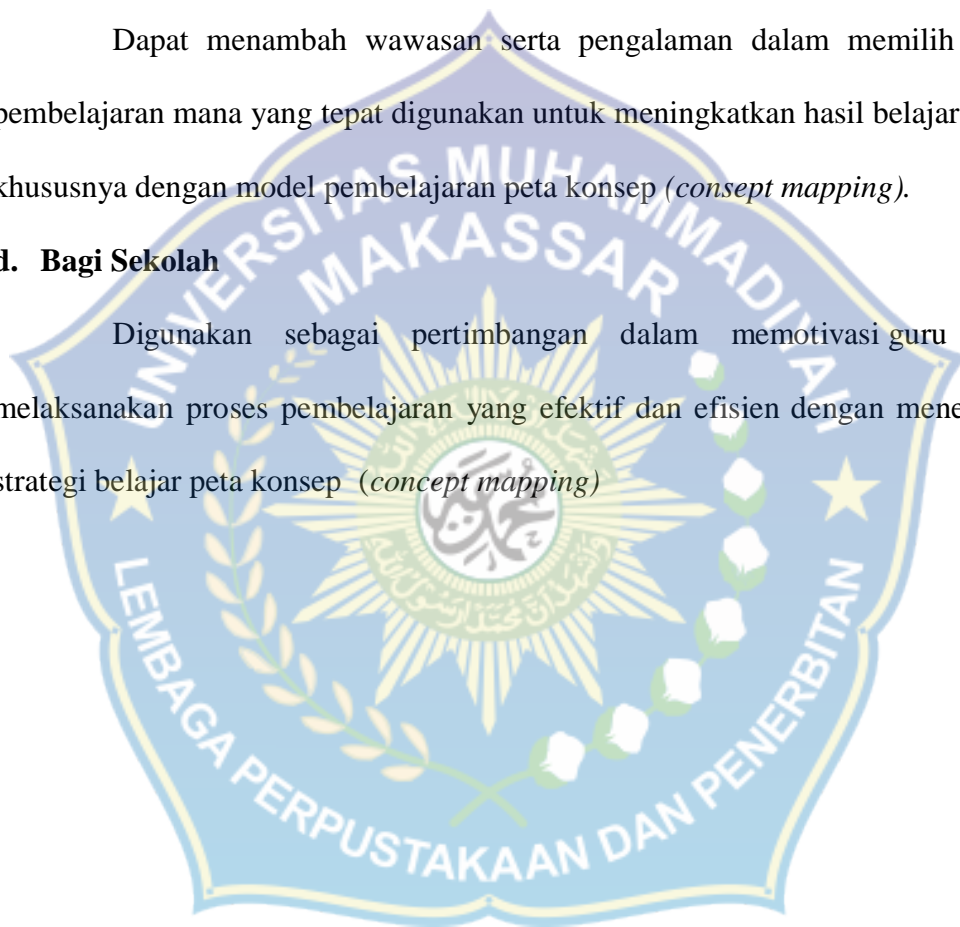 Dapat menambah wawasan serta pengalaman dalam memilih
pembelajaran mana yang tepat digunakan untuk meningkatkan hasil belajar
khususnya dengan model pembelajaran peta konsep (consept mapping).
d. Bagi Sekolah
Digunakan sebagai pertimbangan dalam memotivasi guru
melaksanakan proses pembelajaran yang efektif dan efisien dengan mene
strategi belajar peta konsep (concept mapping)
UNIVERSITAS MUHAMMADIYAH
MAKASSAR
LEMBAGA PERPUSTAKAAN DAN PENERBITAN